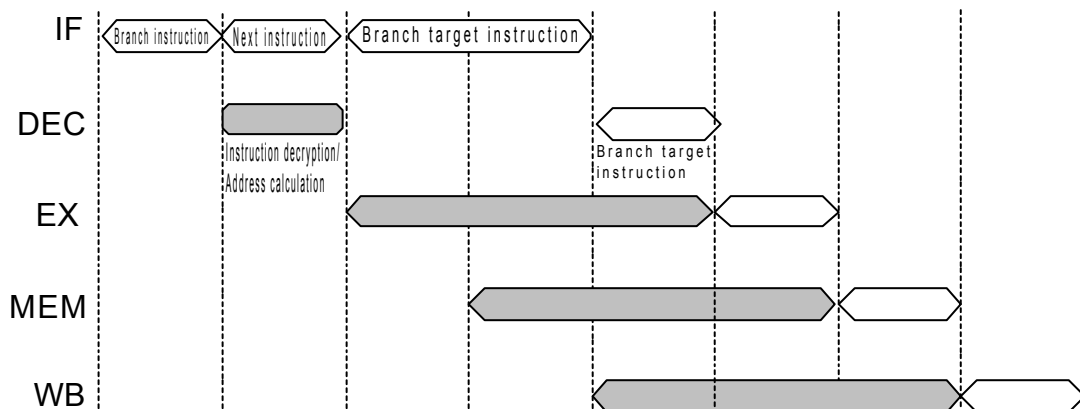 IF
Branch instruction
Next instruction
Branch target instruction
DEC
Instruction decryption/
Address calculation
Branch target
instruction
EX
MEM
WB